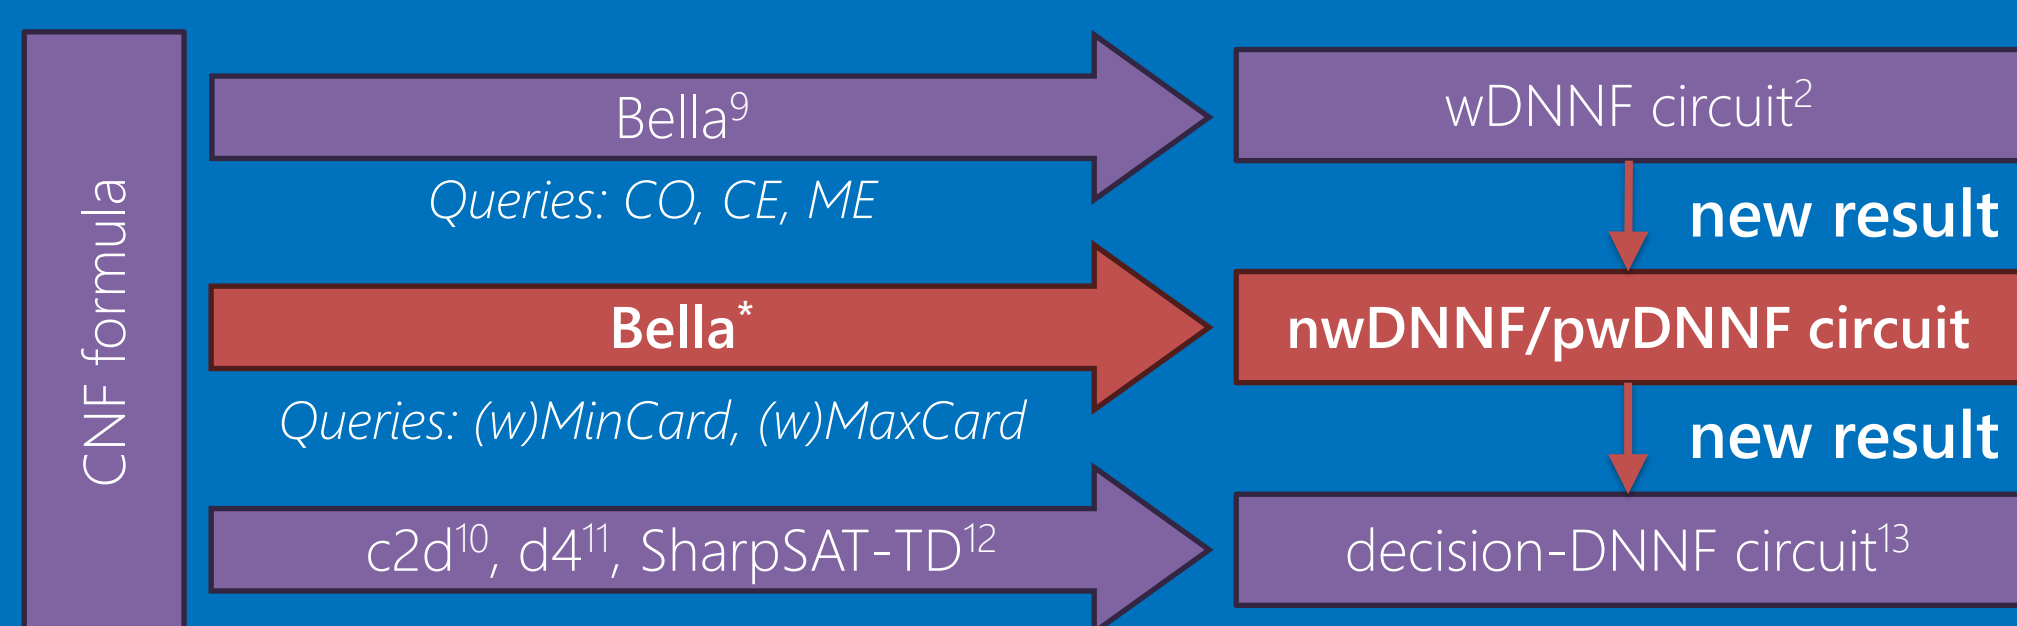 CNF formula
Bella⁹
wDNNF circuit²
Queries: CO, CE, ME
new result
Bella*
nwDNNF/pwDNNF circuit
Queries: (w)MinCard, (w)MaxCard
new result
c2d¹⁰, d4¹¹, SharpSAT-TD¹²
decision-DNNF circuit¹³